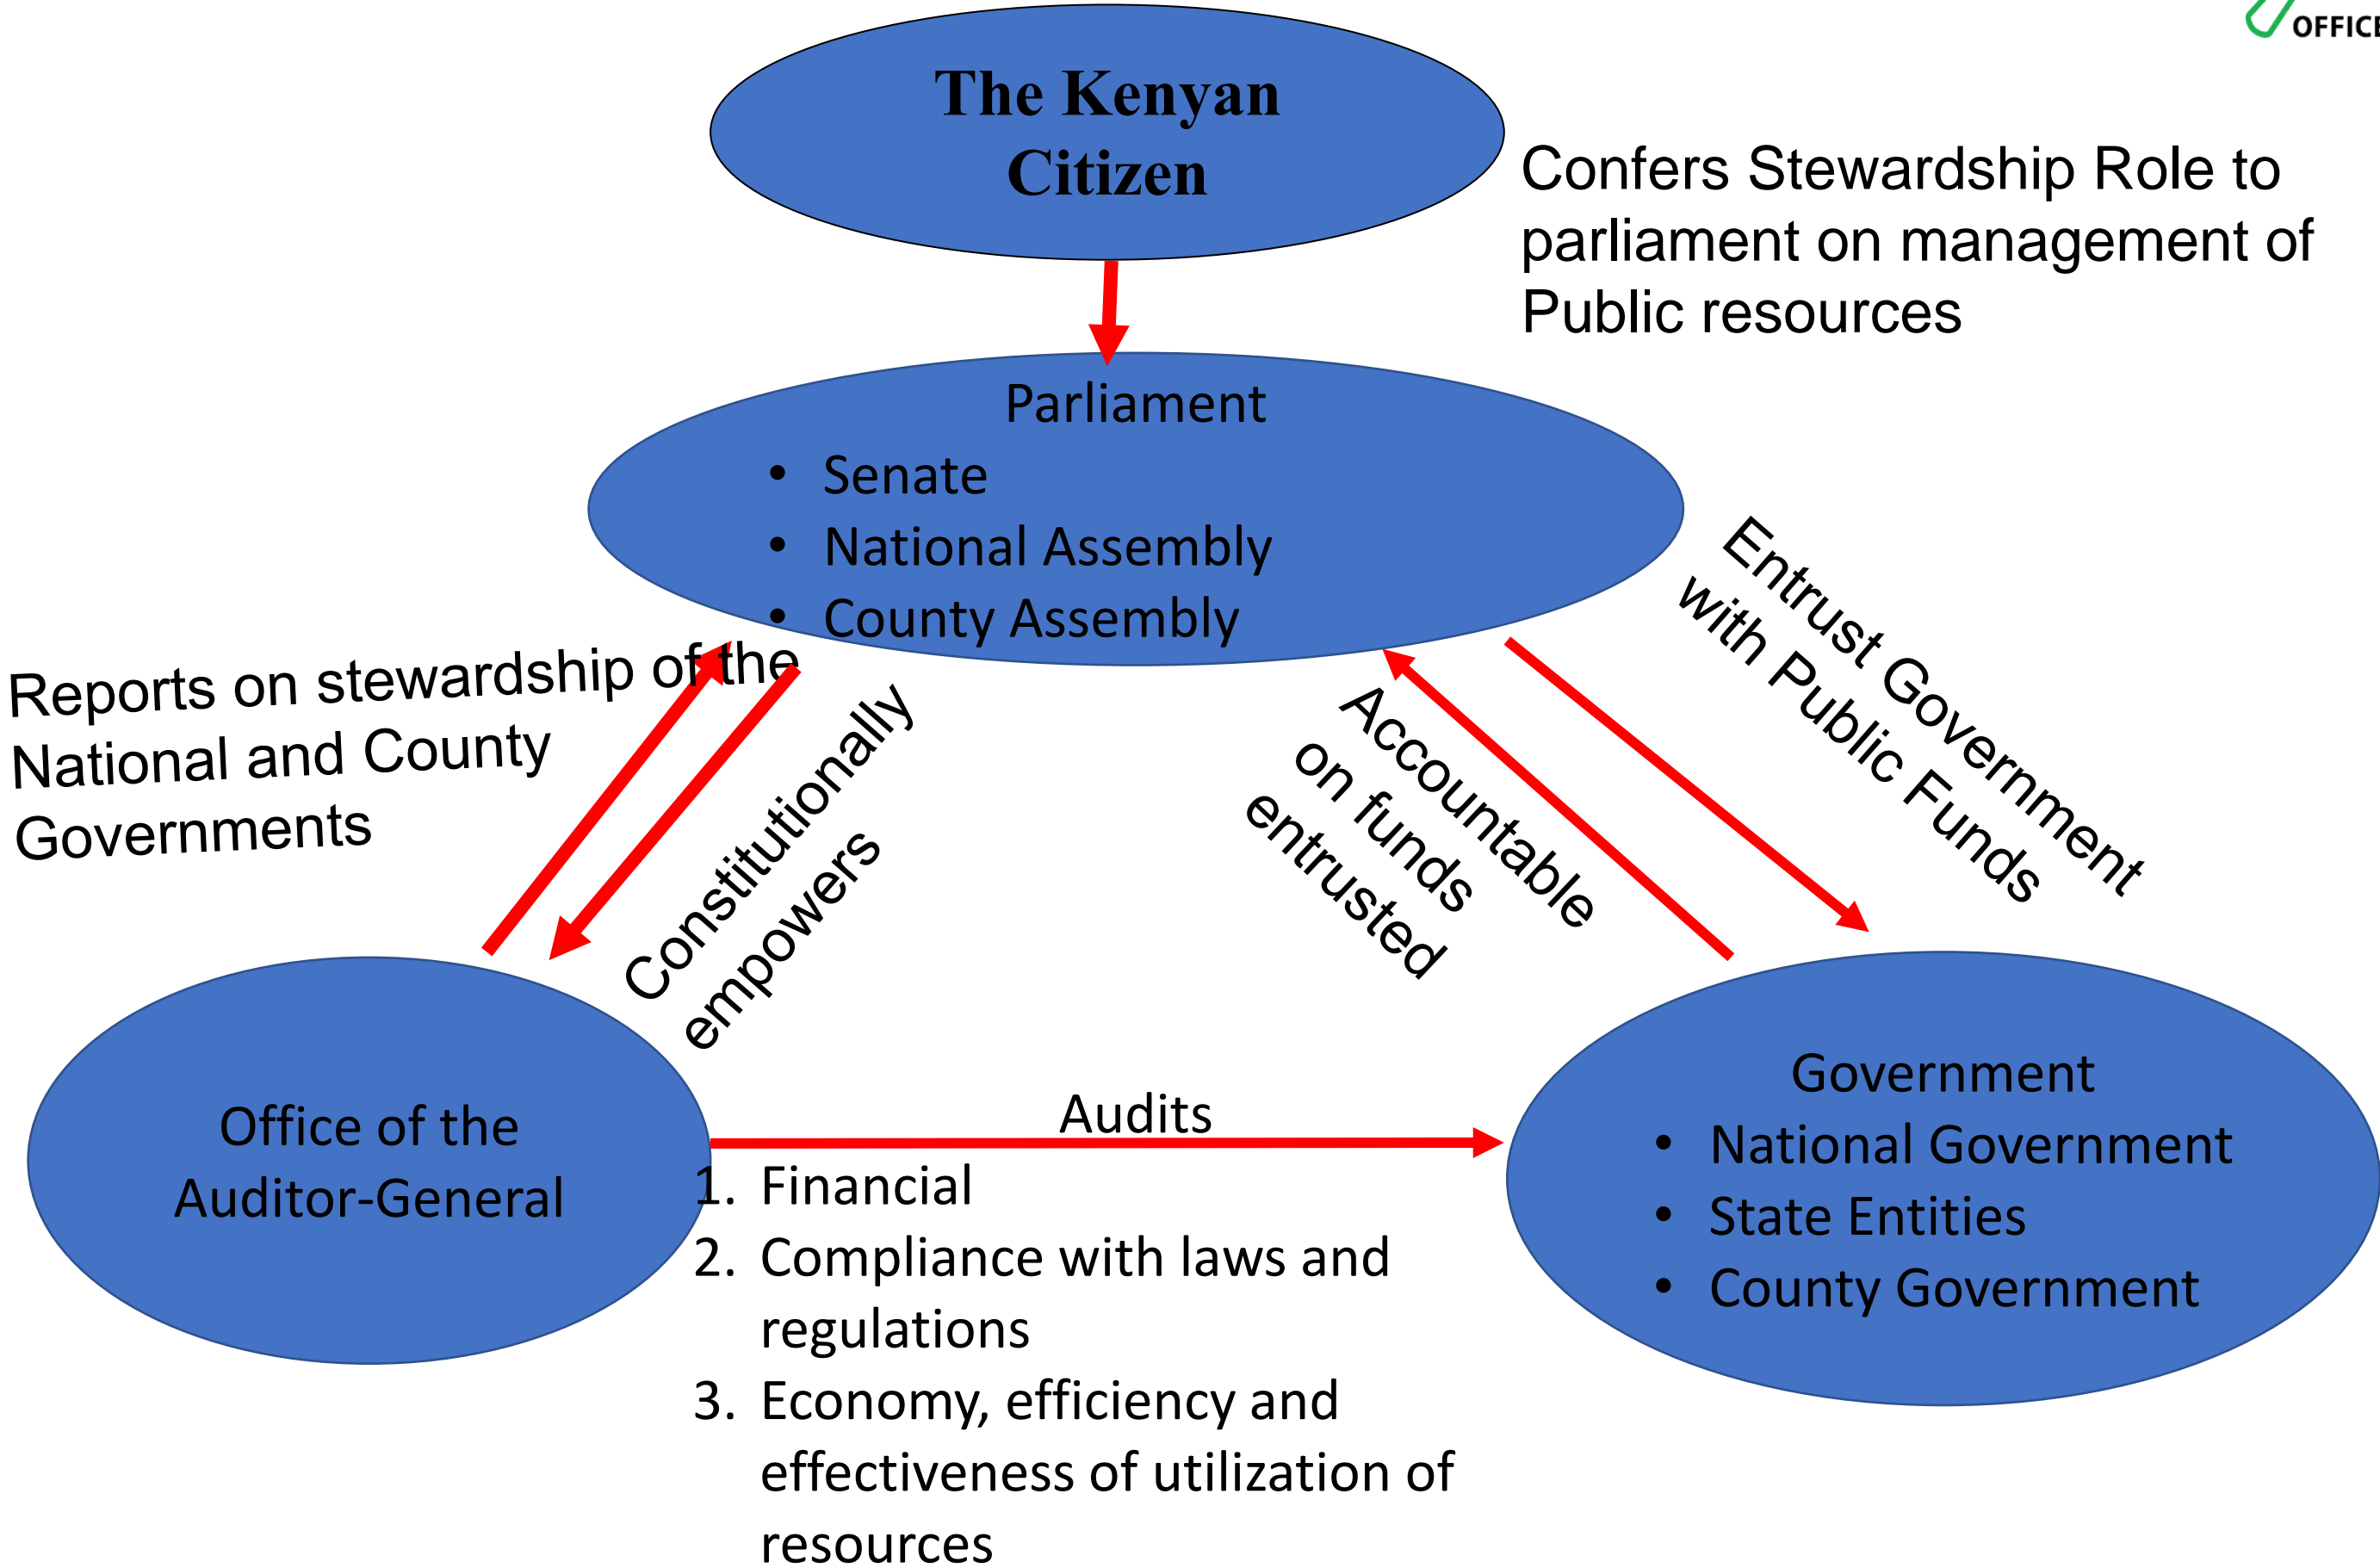 OFFICE
The Kenyan
Citizen
Confers Stewardship Role to
parliament on management of
Public resources
Parliament
• Senate
• National Assembly
• County Assembly
Reports on stewardship of the
National and County
Governments
Constitutionally
empowers
Accountable
on funds
entrusted
Entrust Government
with Public Funds
Office of the
Auditor-General
Audits
1. Financial
2. Compliance with laws and
regulations
3. Economy, efficiency and
effectiveness of utilization of
resources
Government
• National Government
• State Entities
• County Government